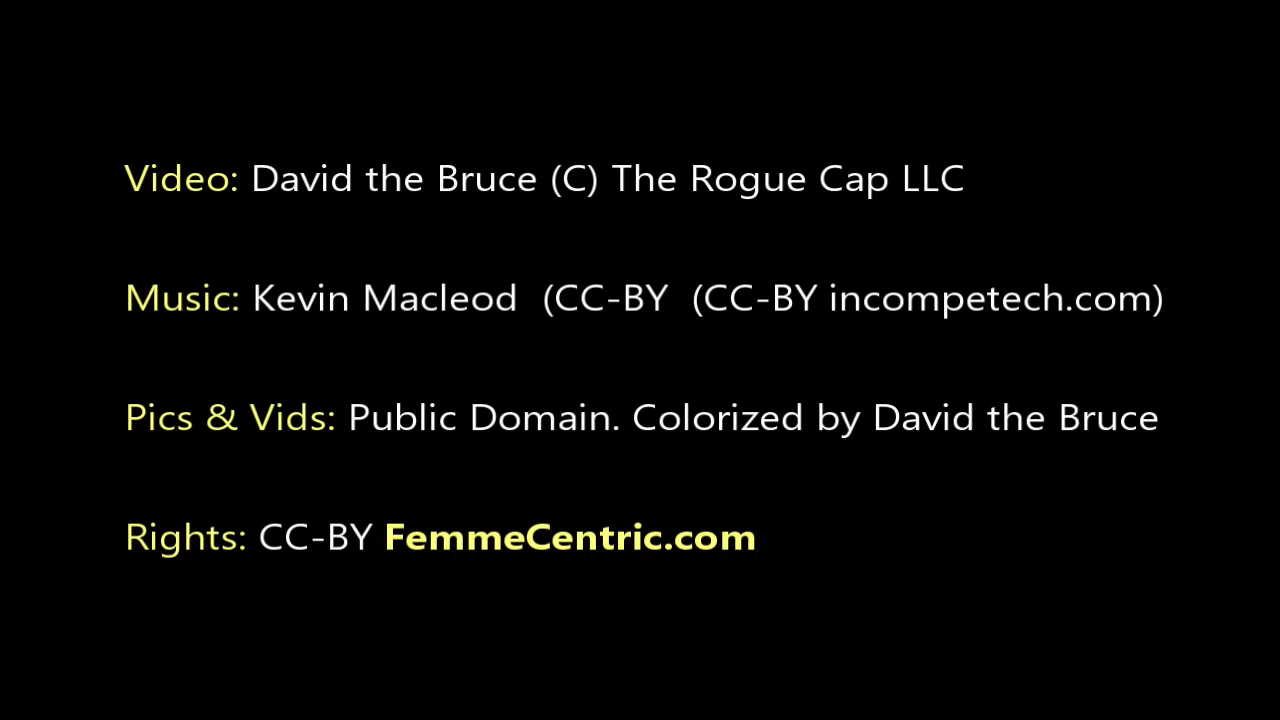 Video: David the Bruce (C) The Rogue Cap LLC
Music: Kevin Macleod  (CC-BY  (CC-BY incompetech.com)
Pics & Vids: Public Domain. Colorized by David the Bruce
Rights: CC-BY FemmeCentric.com